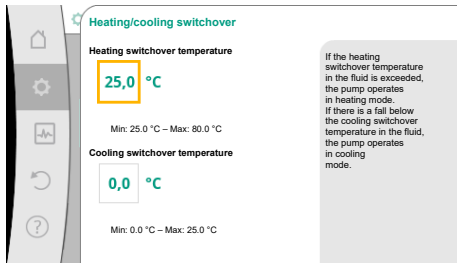 Heating/cooling switchover
Heating switchover temperature
25,0 °C
Min: 25.0 °C – Max: 80.0 °C
Cooling switchover temperature
0,0 °C
Min: 0.0 °C – Max: 25.0 °C
If the heating
switchover temperature
in the fluid is exceeded,
the pump operates
in heating mode.
If there is a fall below
the cooling switchover
temperature in the fluid,
the pump operates
in cooling
mode.
?